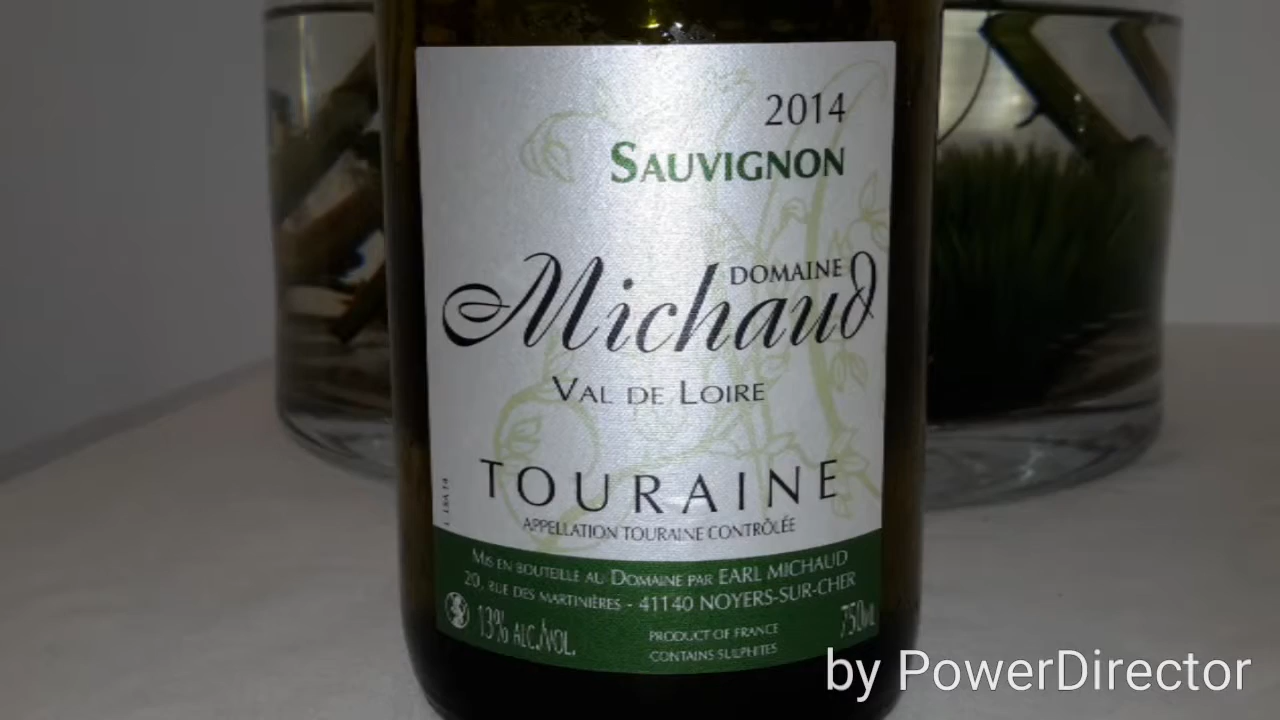 2014
SAUVIGNON
DOMAINE
Michaud
VAL DE LOIRE
TOURAINE
APPELLATION TOURAINE CONTRÔLÉE
MIS EN BOUTEILLE AU DOMAINE PAR EARL MICHAUD
20, RUE DES MARTINIÈRES - 41140 NOYERS-SUR-CHER
13% ALC./VOL.
PRODUCT OF FRANCE
CONTAINS SULPHITES
750ML
by PowerDirector